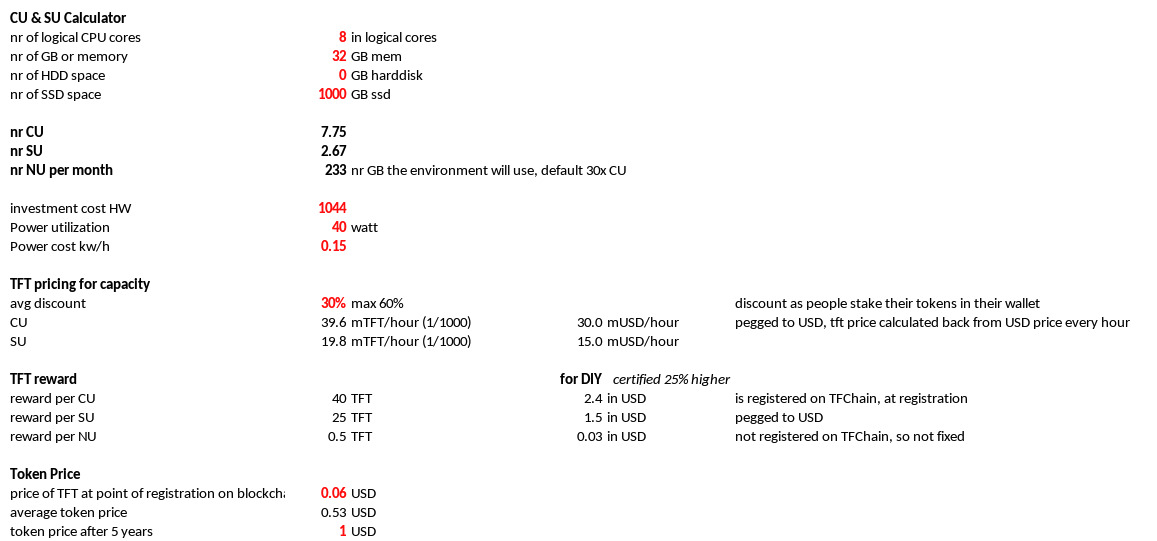 CU & SU Calculator
nr of logical CPU cores 8 in logical cores
nr of GB or memory 32 GB mem
nr of HDD space 0 GB harddisk
nr of SSD space 1000 GB ssd
nr CU 7.75
nr SU 2.67
nr NU per month 233 nr GB the environment will use, default 30x CU
investment cost HW 1044
Power utilization 40 watt
Power cost kw/h 0.15
TFT pricing for capacity
avg discount 30% max 60% discount as people stake their tokens in their wallet
CU 39.6 mTFT/hour (1/1000) 30.0 mUSD/hour pegged to USD, tft price calculated back from USD price every hour
SU 19.8 mTFT/hour (1/1000) 15.0 mUSD/hour
TFT reward for DIY certified 25% higher
reward per CU 40 TFT 2.4 in USD is registered on TFChain, at registration
reward per SU 25 TFT 1.5 in USD pegged to USD
reward per NU 0.5 TFT 0.03 in USD not registered on TFChain, so not fixed
Token Price
price of TFT at point of registration on blockcha 0.06 USD
average token price 0.53 USD
token price after 5 years 1 USD